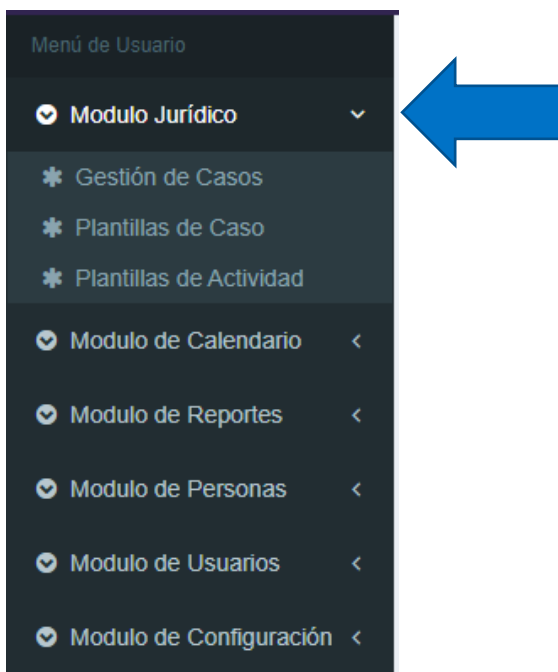 Menú de Usuario
Modulo Jurídico
Gestión de Casos
Plantillas de Caso
Plantillas de Actividad
Modulo de Calendario
Modulo de Reportes
Modulo de Personas
Modulo de Usuarios
Modulo de Configuración